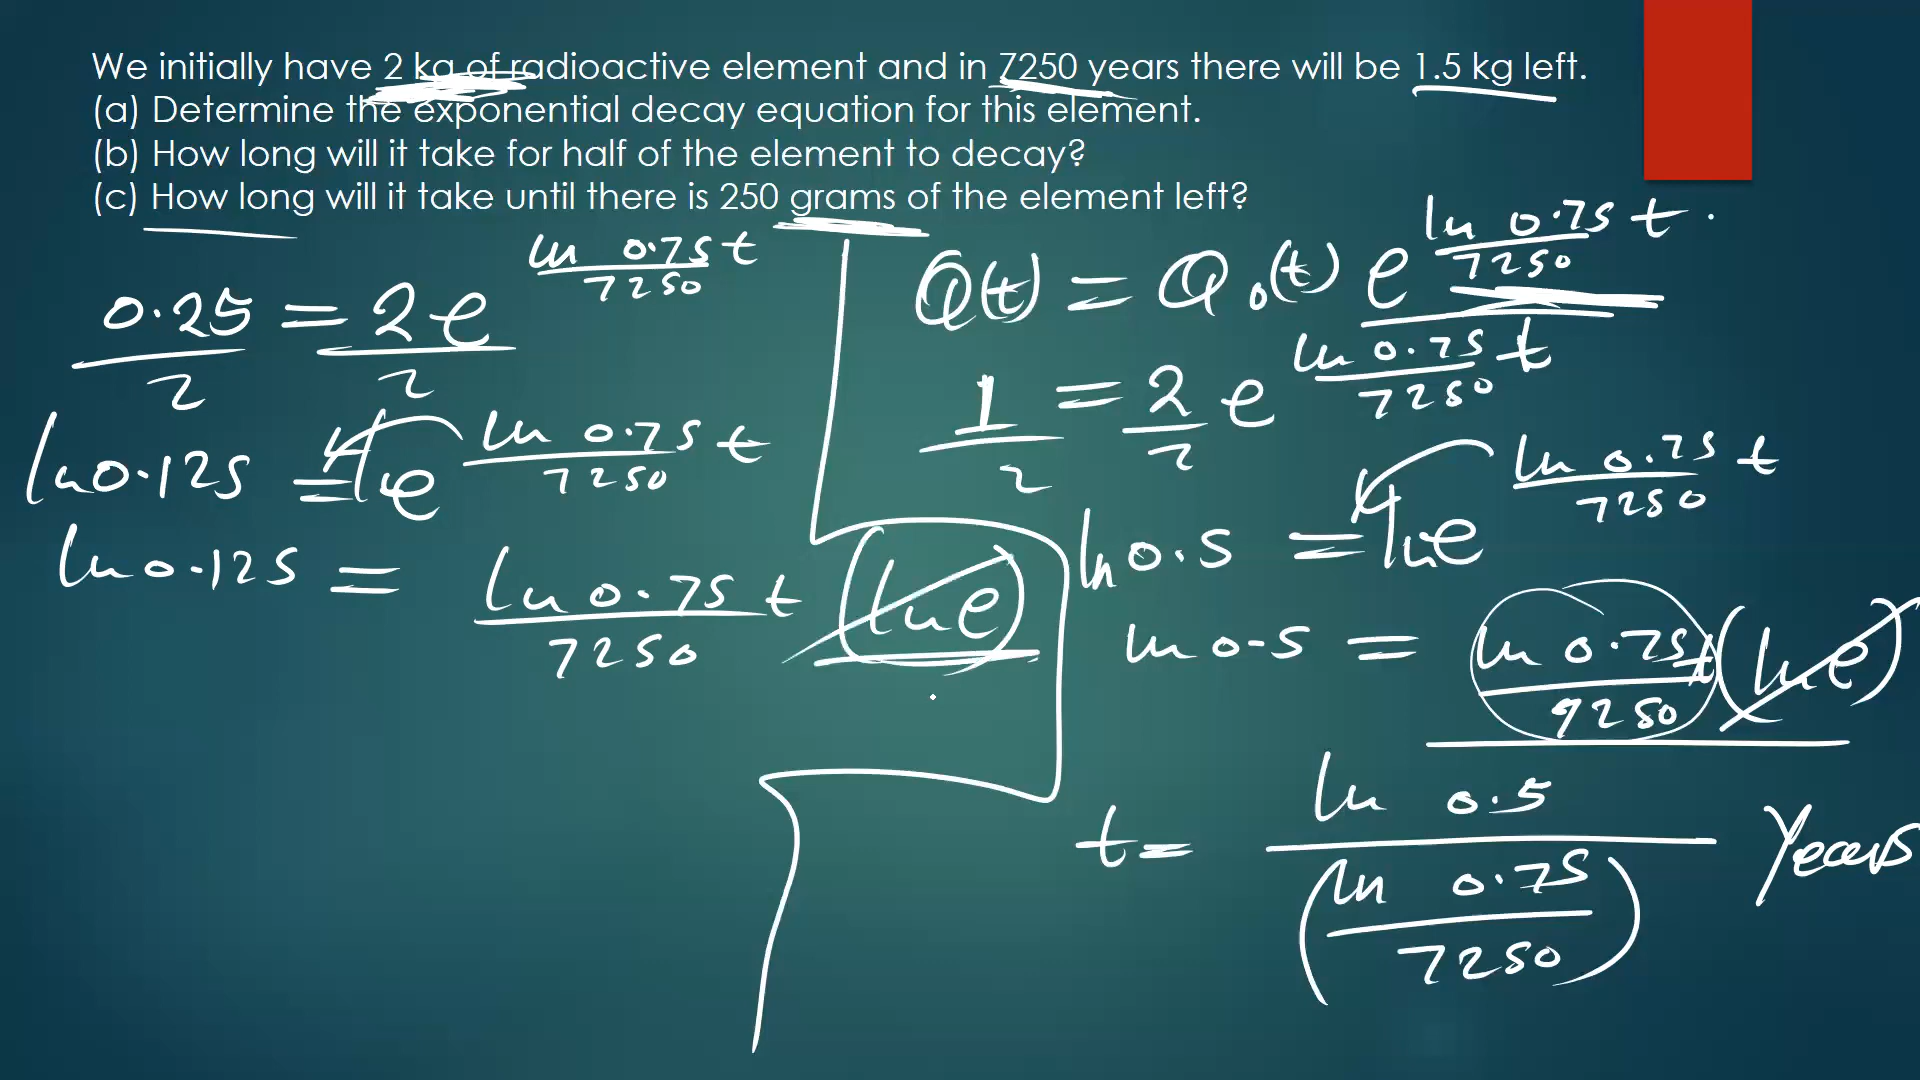 We initially have 2 kg of radioactive element and in 7250 years there will be 1.5 kg left.
(a) Determine the exponential decay equation for this element.
(b) How long will it take for half of the element to decay?
(c) How long will it take until there is 250 grams of the element left?
Q(t) = Q₀(t) e^(ln 0.75/7250 t)
1/2 = 2/2 e^(ln 0.75/7250 t)
ln 0.5 = ln e^(ln 0.75/7250 t)
ln 0.5 = ln 0.75/9250 t (ln e)
t = ln 0.5/(ln 0.75/7250) Years
0.25/2 = 2e/2 ^(ln 0.75/7250 t)
ln 0.125 = ln e^(ln 0.75/7250 t)
ln 0.125 = ln 0.75/7250 t (ln e)